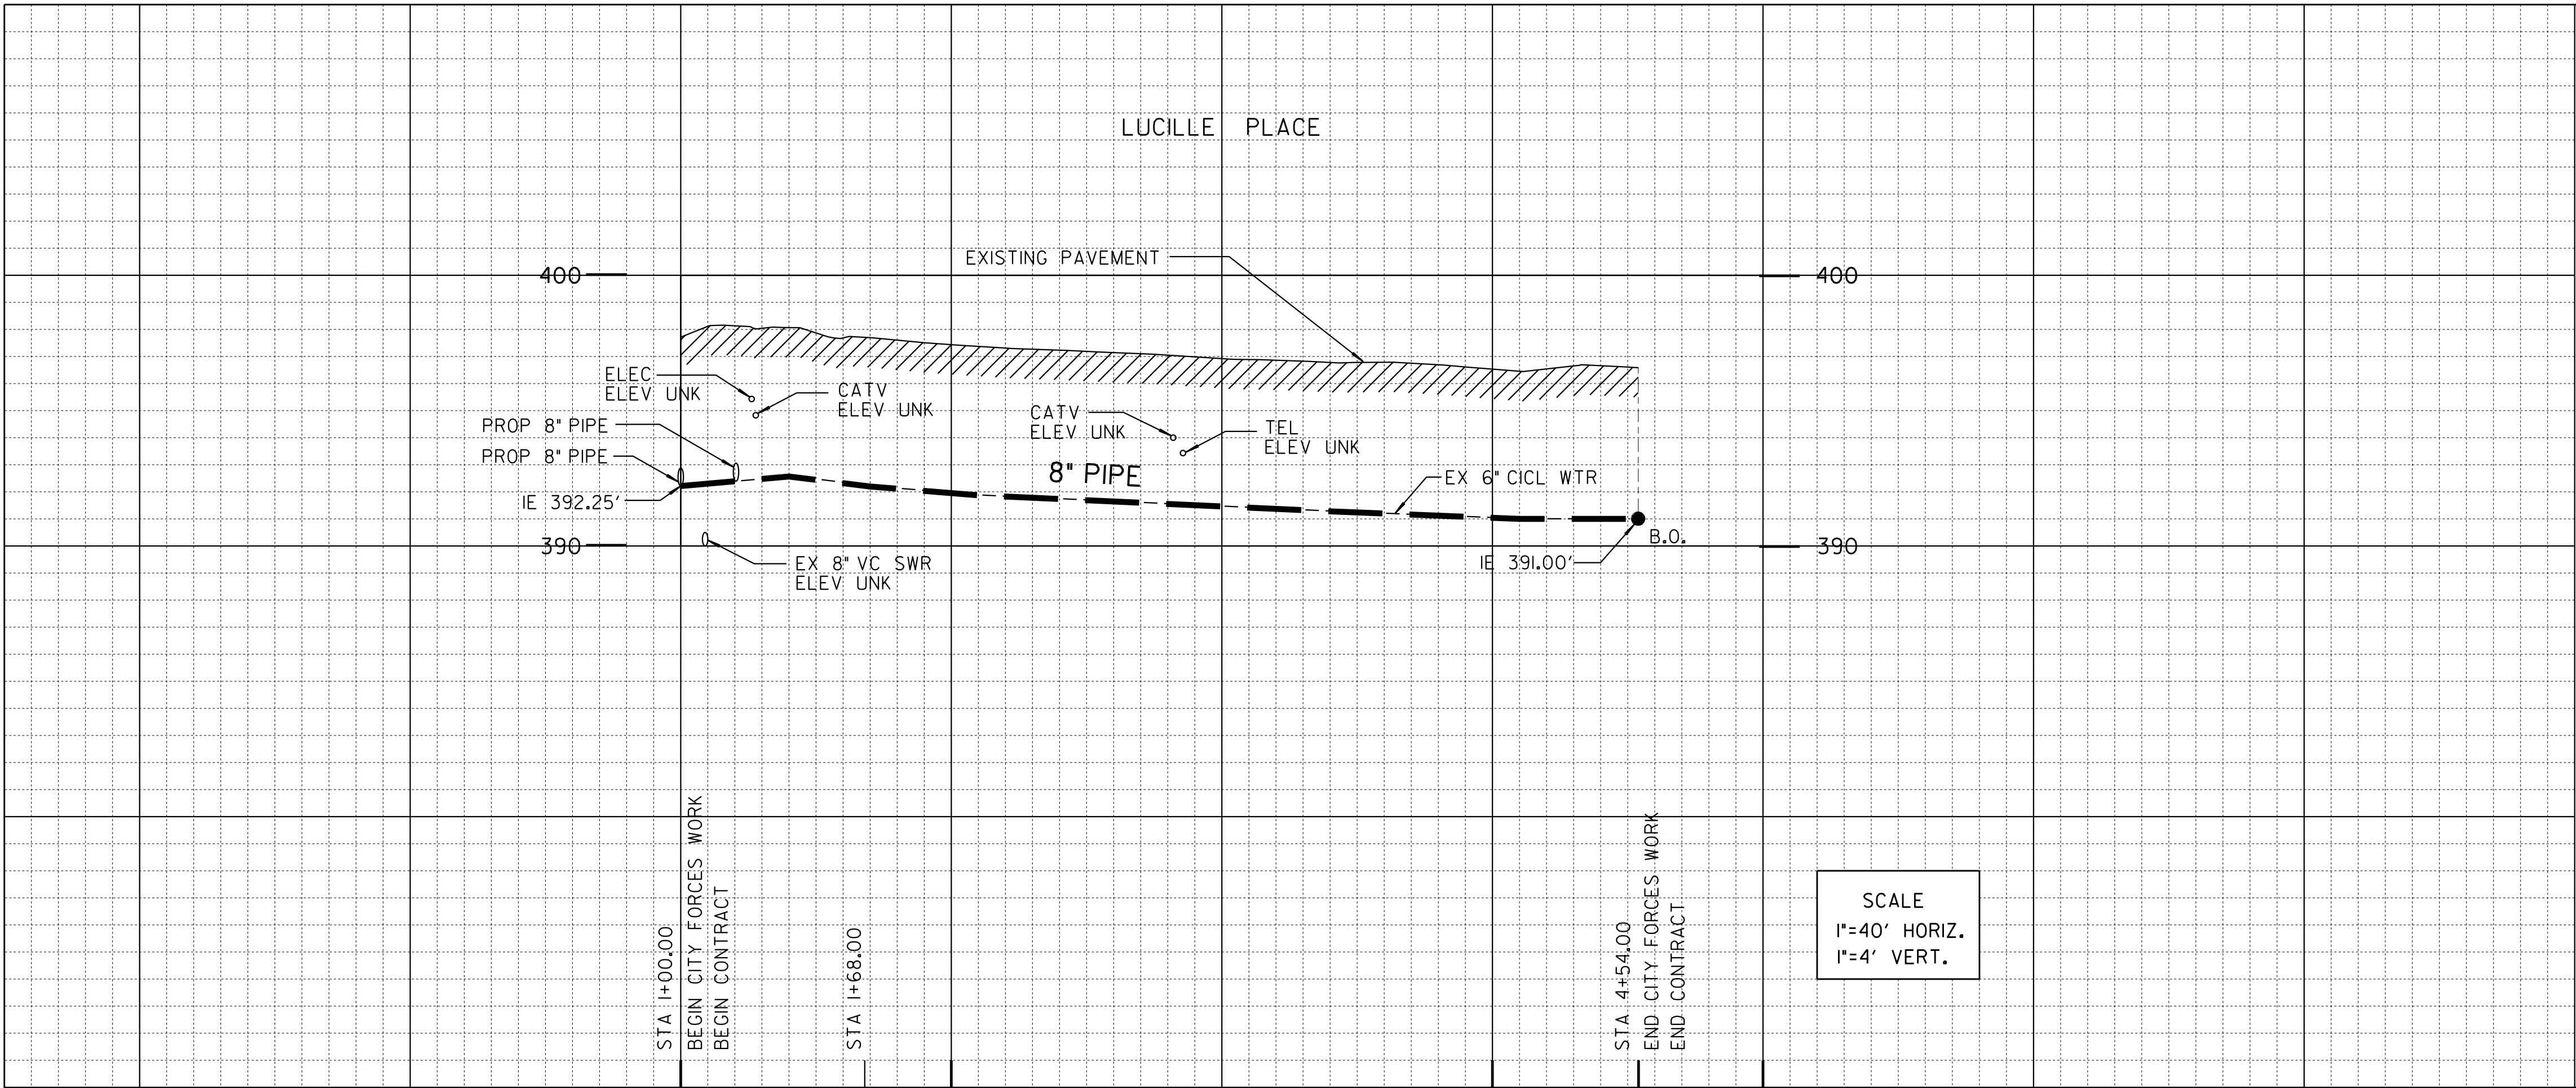 LUCILLE PLACE
EXISTING PAVEMENT
400
400
ELEC
ELEV UNK
CATV
ELEV UNK
CATV
ELEV UNK
TEL
ELEV UNK
PROP 8" PIPE
PROP 8" PIPE
IE 392.25'
8" PIPE
EX 6" CICL WTR
B.O.
390
390
EX 8" VC SWR
ELEV UNK
IE 391.00'
STA 1+00.00
BEGIN CITY FORCES WORK
BEGIN CONTRACT
STA 1+68.00
STA 4+54.00
END CITY FORCES WORK
END CONTRACT
SCALE
1"=40' HORIZ.
1"=4' VERT.